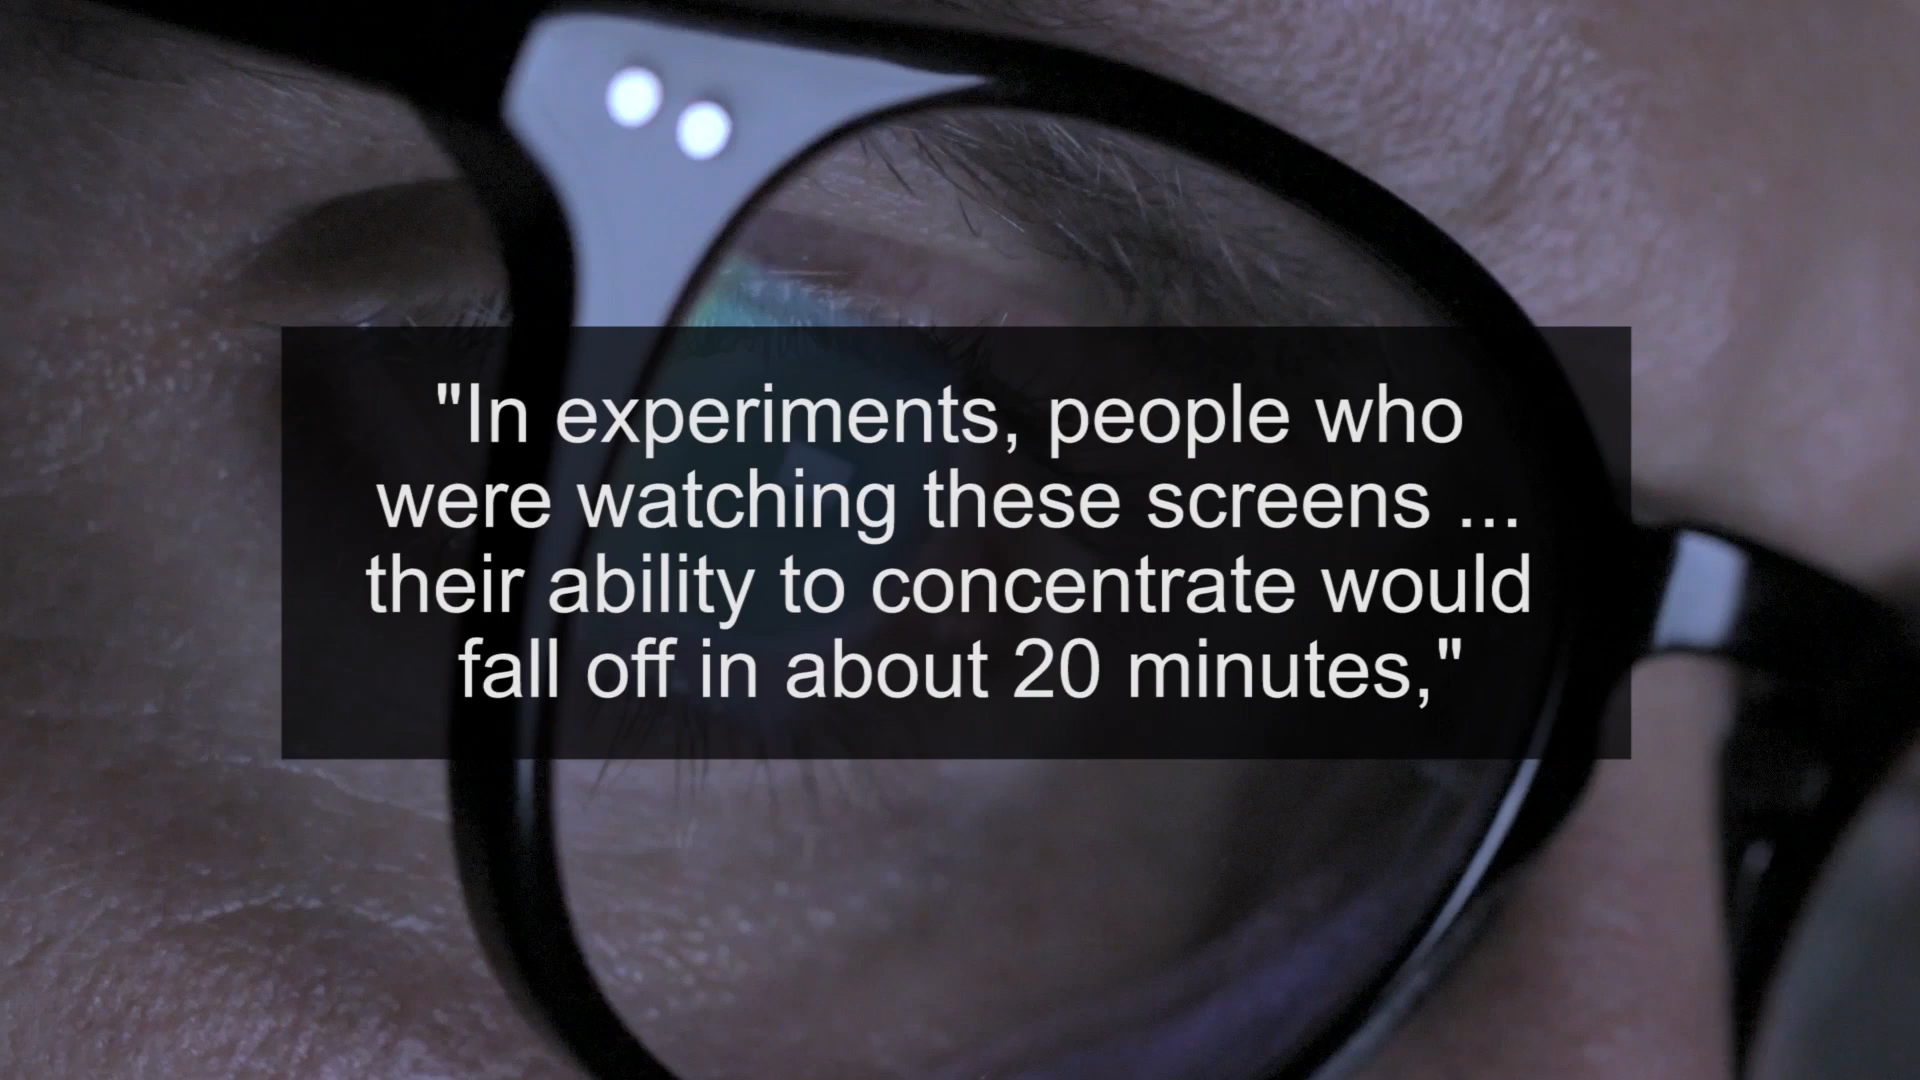 "In experiments, people who
were watching these screens ...
their ability to concentrate would
fall off in about 20 minutes,"